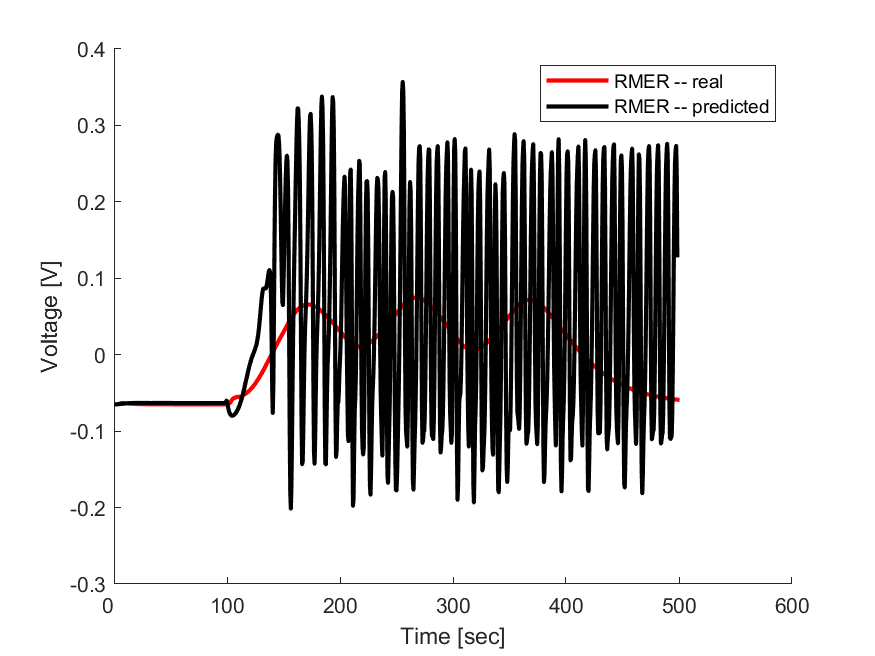 0.4
0.3
0.2
0.1
0
-0.1
-0.2
-0.3
0 100 200 300 400 500 600
Voltage [V]
Time [sec]
RMER -- real
RMER -- predicted